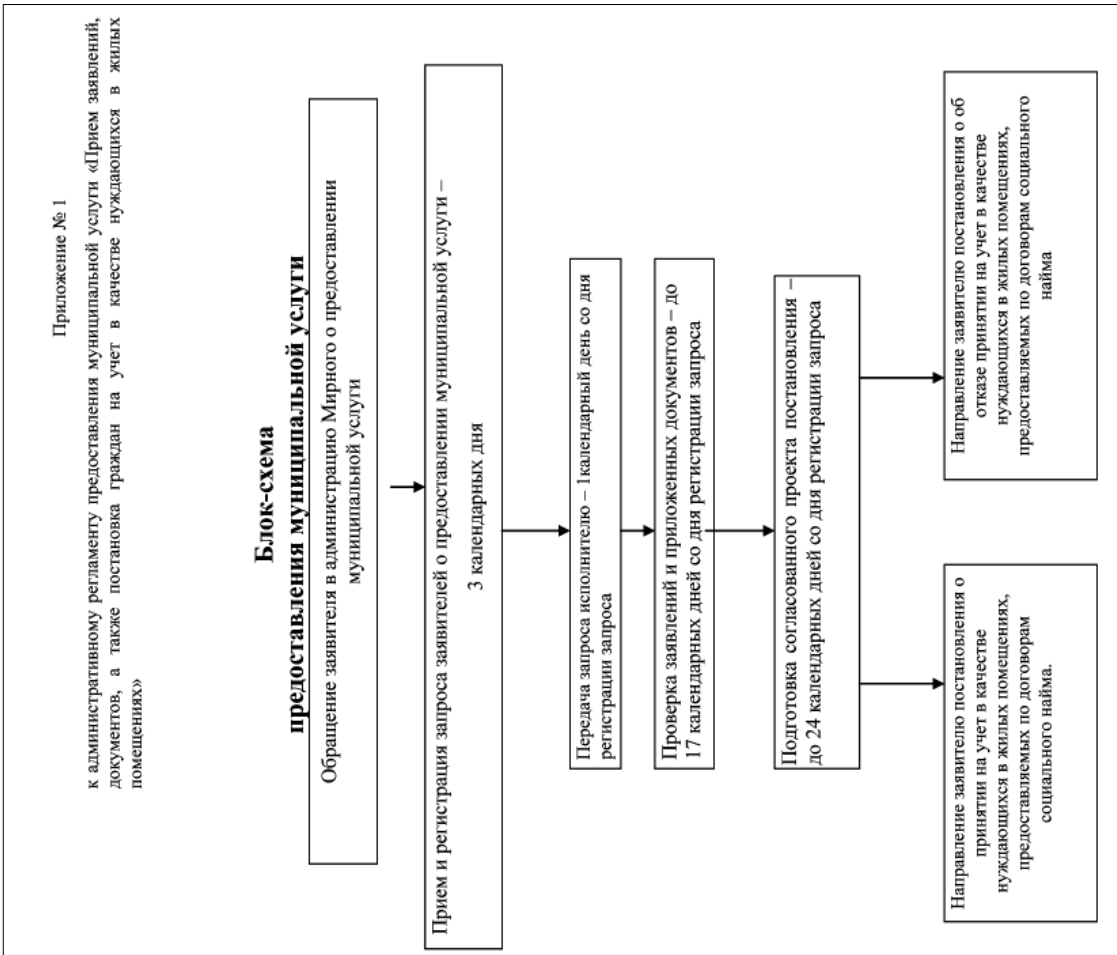 Приложение № 1
к административному регламенту предоставления муниципальной услуги «Прием заявлений,
документов, а также постановка граждан на учет в качестве нуждающихся в жилых
помещениях»
Блок-схема
предоставления муниципальной услуги
Обращение заявителя в администрацию Мирного о предоставлении
муниципальной услуги
Прием и регистрация запроса заявителей о предоставлении муниципальной услуги –
3 календарных дня
Передача запроса исполнителю – 1календарный день со дня
регистрации запроса
Проверка заявлений и приложенных документов – до
17 календарных дней со дня регистрации запроса
Подготовка согласованного проекта постановления –
до 24 календарных дней со дня регистрации запроса
Направление заявителю постановления о
принятии на учет в качестве
нуждающихся в жилых помещениях,
предоставляемых по договорам
социального найма.
Направление заявителю постановления о об
отказе принятии на учет в качестве
нуждающихся в жилых помещениях,
предоставляемых по договорам социального
найма